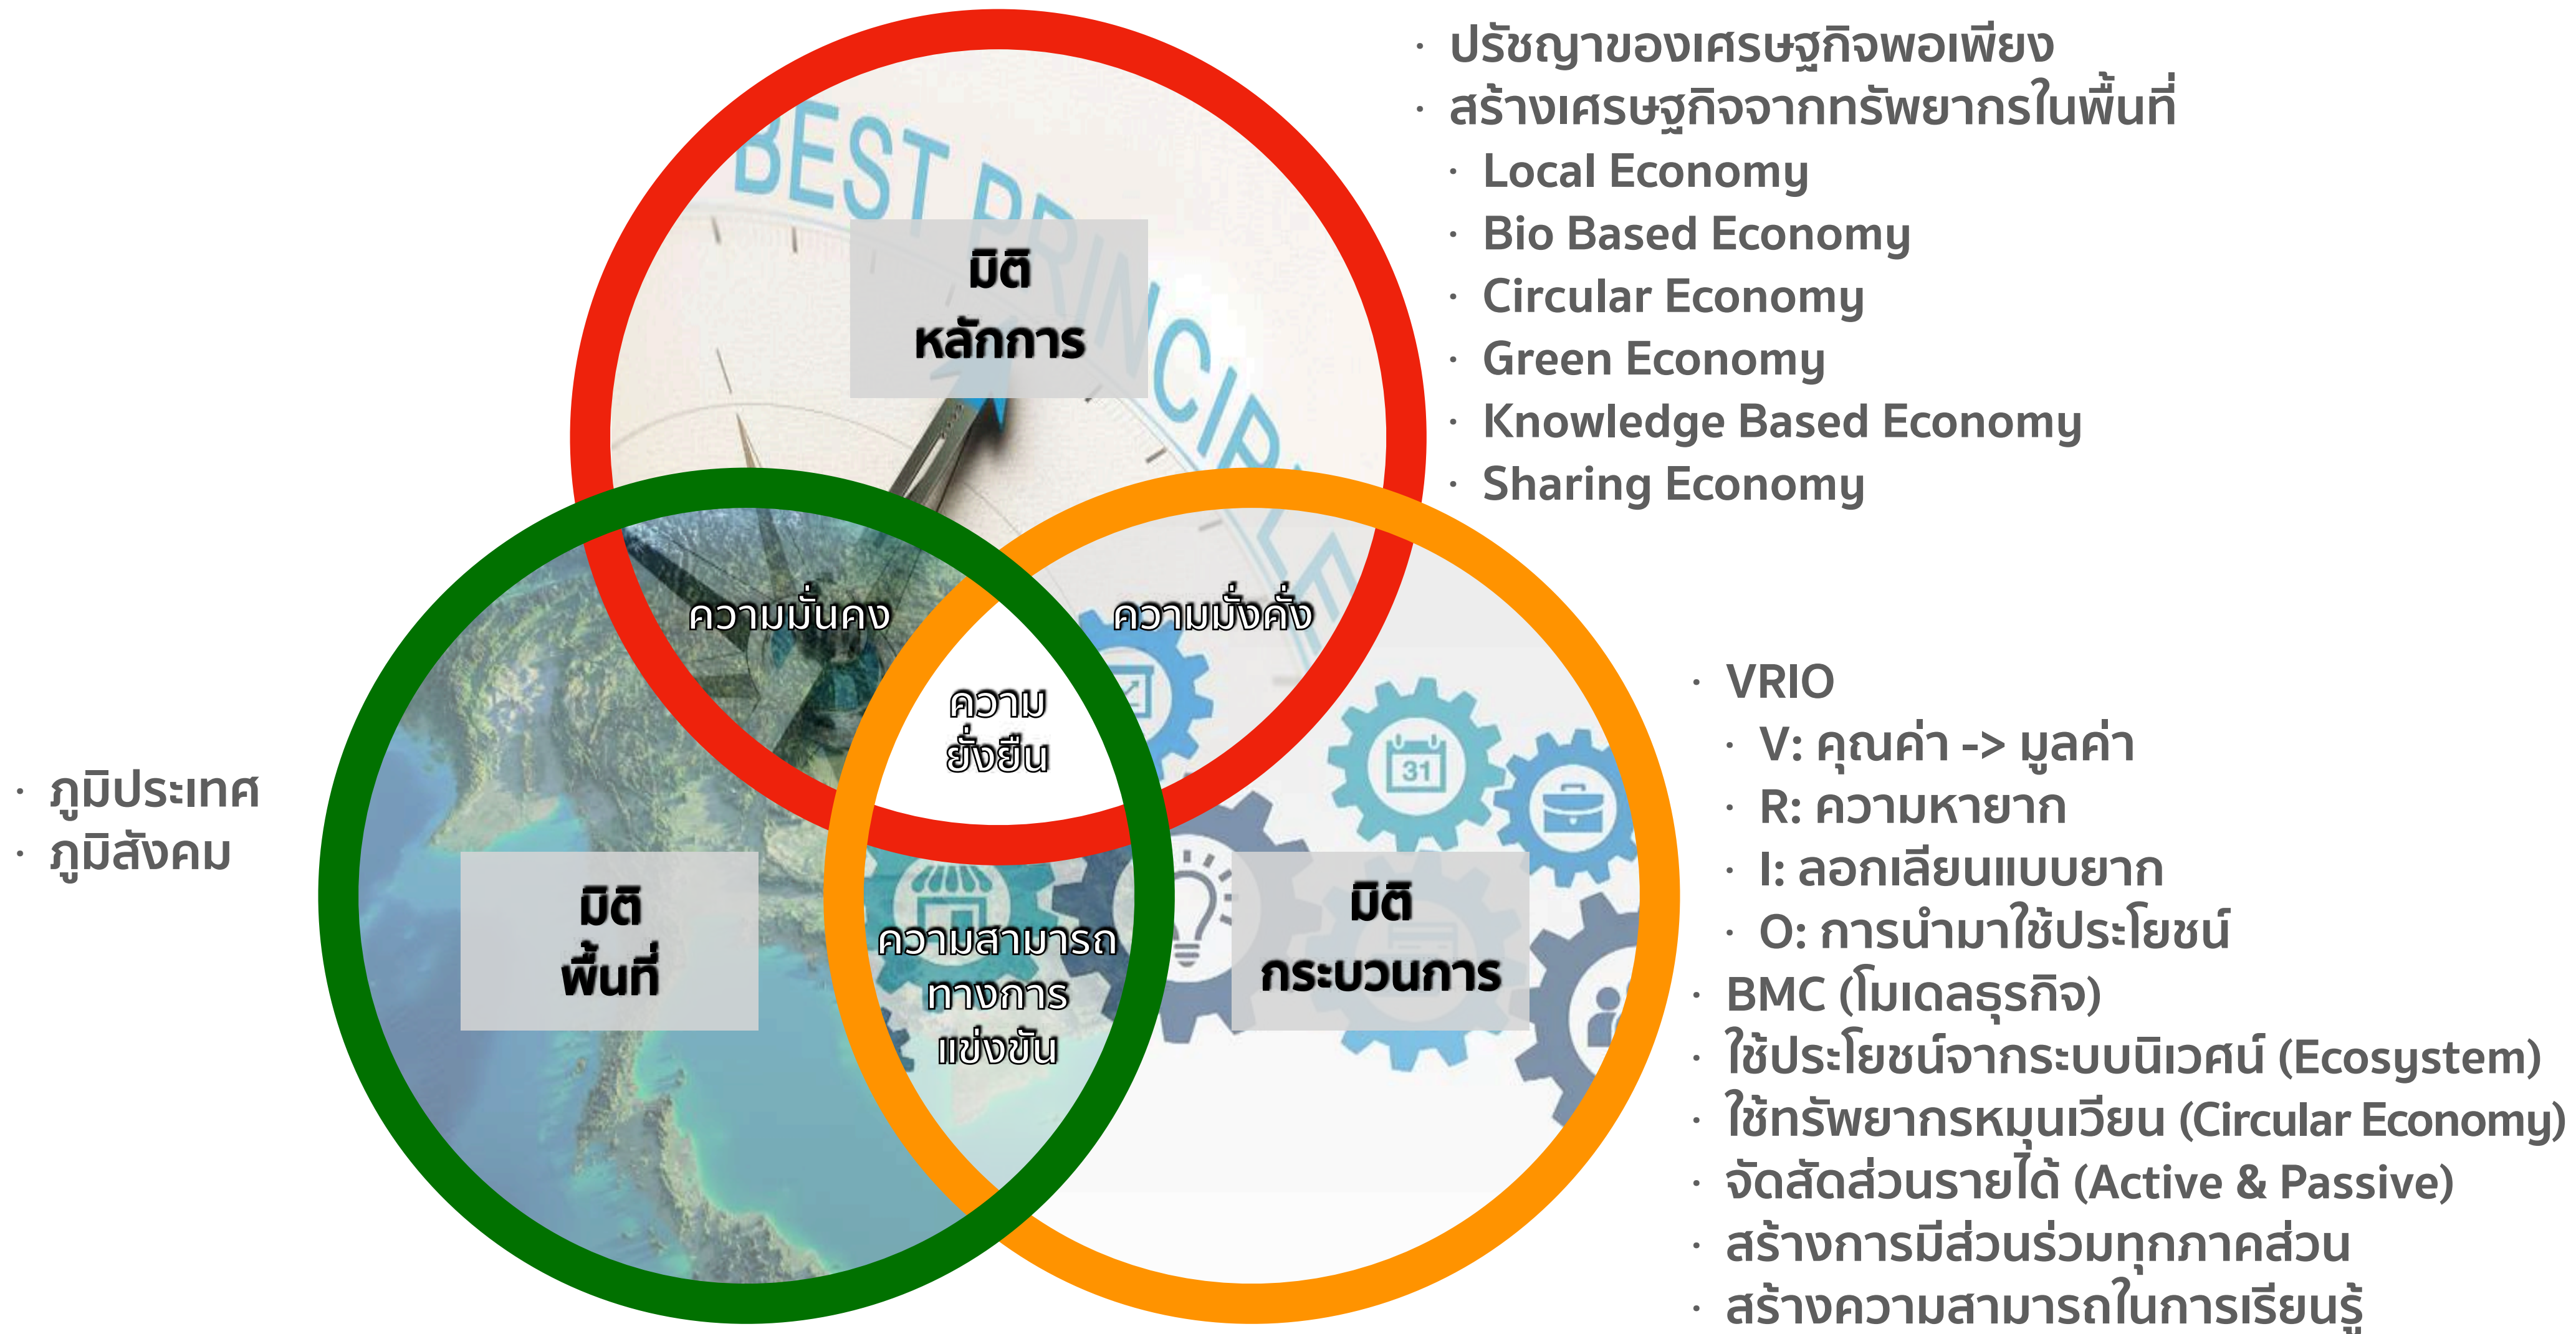 · ปรัชญาของเศรษฐกิจพอเพียง
· สร้างเศรษฐกิจจากทรัพยากรในพื้นที่
· Local Economy
· Bio Based Economy
· Circular Economy
· Green Economy
· Knowledge Based Economy
· Sharing Economy
BEST PRINCIPLE
มิติ
หลักการ
ความมั่นคง
ความมั่งคั่ง
ความ
ยั่งยืน
· ภูมิประเทศ
· ภูมิสังคม
มิติ
พื้นที่
ความสามารถ
ทางการ
แข่งขัน
31
มิติ
กระบวนการ
· VRIO
· V: คุณค่า -> มูลค่า
· R: ความหายาก
· I: ลอกเลียนแบบยาก
· O: การนำมาใช้ประโยชน์
· BMC (โมเดลธุรกิจ)
· ใช้ประโยชน์จากระบบนิเวศน์ (Ecosystem)
· ใช้ทรัพยากรหมุนเวียน (Circular Economy)
· จัดสัดส่วนรายได้ (Active & Passive)
· สร้างการมีส่วนร่วมทุกภาคส่วน
· สร้างความสามารถในการเรียนรู้